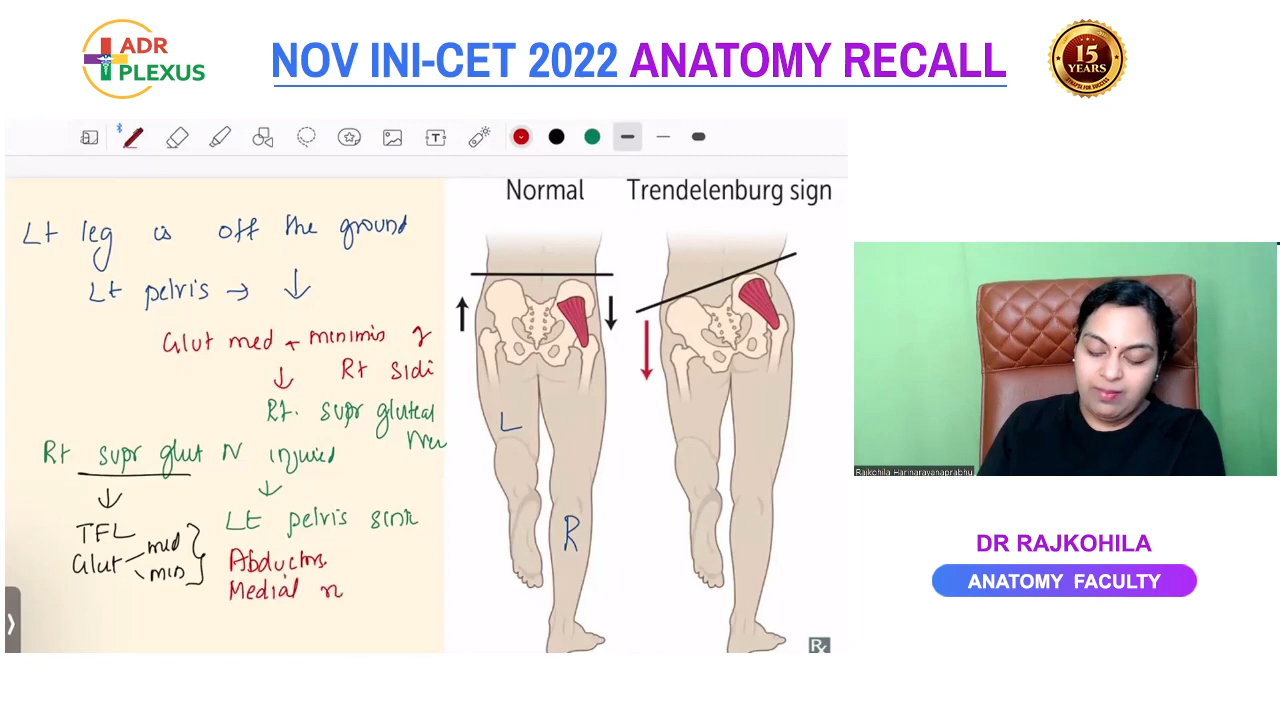 ADR
PLEXUS
NOV INI-CET 2022 ANATOMY RECALL
15
YEARS
T
Normal
Trendelenburg sign
Lt leg is off the ground
Lt pelvis →
Glut med + minimis
Rt side
Rt. supr gluteal
Rt supr glut N injured
TFL
Glut med
min
Lt pelvis sink
Abductors
Medial
L
R
Rx
Rajkohila Harinarayanaprabhu
DR RAJKOHILA
ANATOMY FACULTY